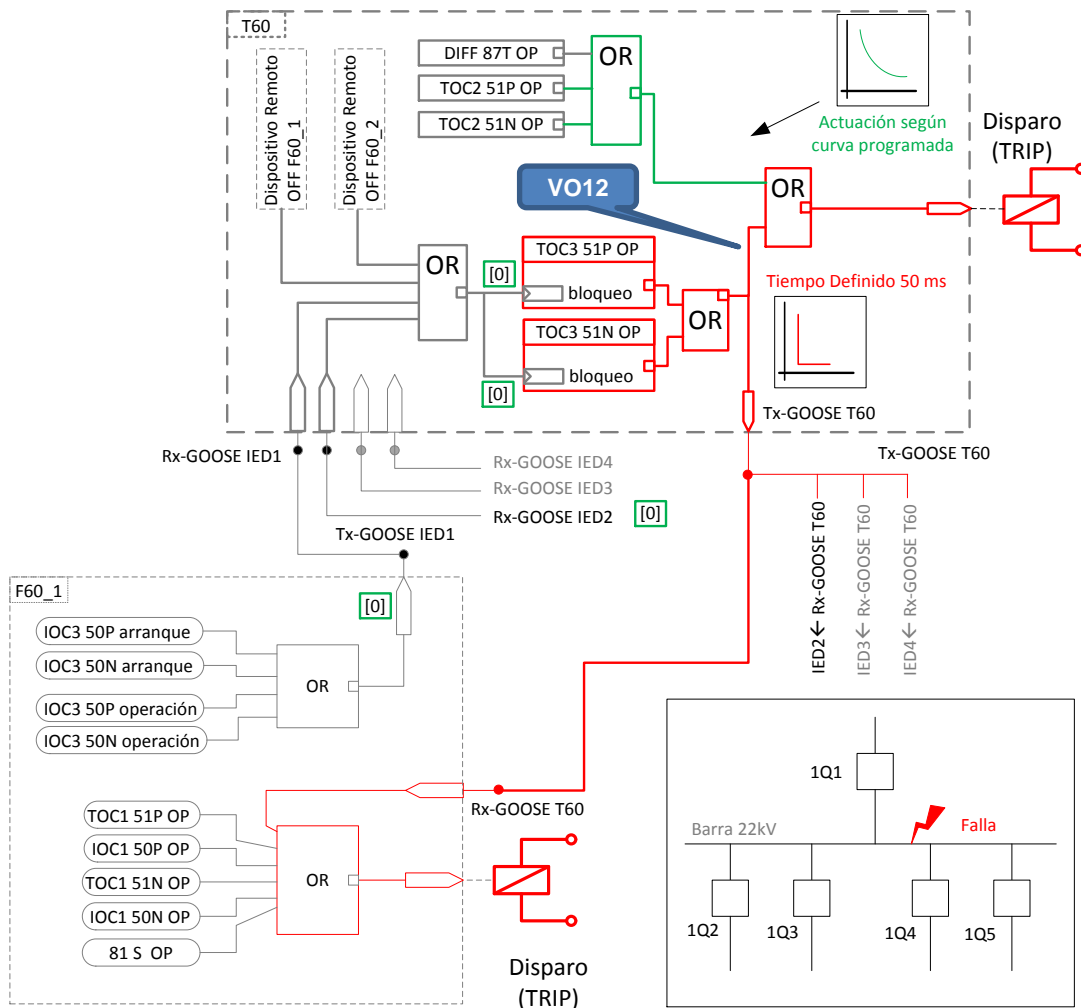 T60
Dispositivo Remoto
OFF F60_1
Dispositivo Remoto
OFF F60_2
DIFF 87T OP
TOC2 51P OP
TOC2 51N OP
OR
Actuación según
curva programada
Disparo
(TRIP)
VO12
OR
OR
[0]
TOC3 51P OP
bloqueo
TOC3 51N OP
bloqueo
[0]
OR
Tiempo Definido 50 ms
Tx-GOOSE T60
Rx-GOOSE IED1
Rx-GOOSE IED4
Rx-GOOSE IED3
Rx-GOOSE IED2
[0]
Tx-GOOSE T60
Tx-GOOSE IED1
IED2← Rx-GOOSE T60
IED3← Rx-GOOSE T60
IED4← Rx-GOOSE T60
F60_1
[0]
IOC3 50P arranque
IOC3 50N arranque
IOC3 50P operación
IOC3 50N operación
OR
Rx-GOOSE T60
TOC1 51P OP
IOC1 50P OP
TOC1 51N OP
IOC1 50N OP
81 S OP
OR
Disparo
(TRIP)
1Q1
Barra 22kV
Falla
1Q2
1Q3
1Q4
1Q5